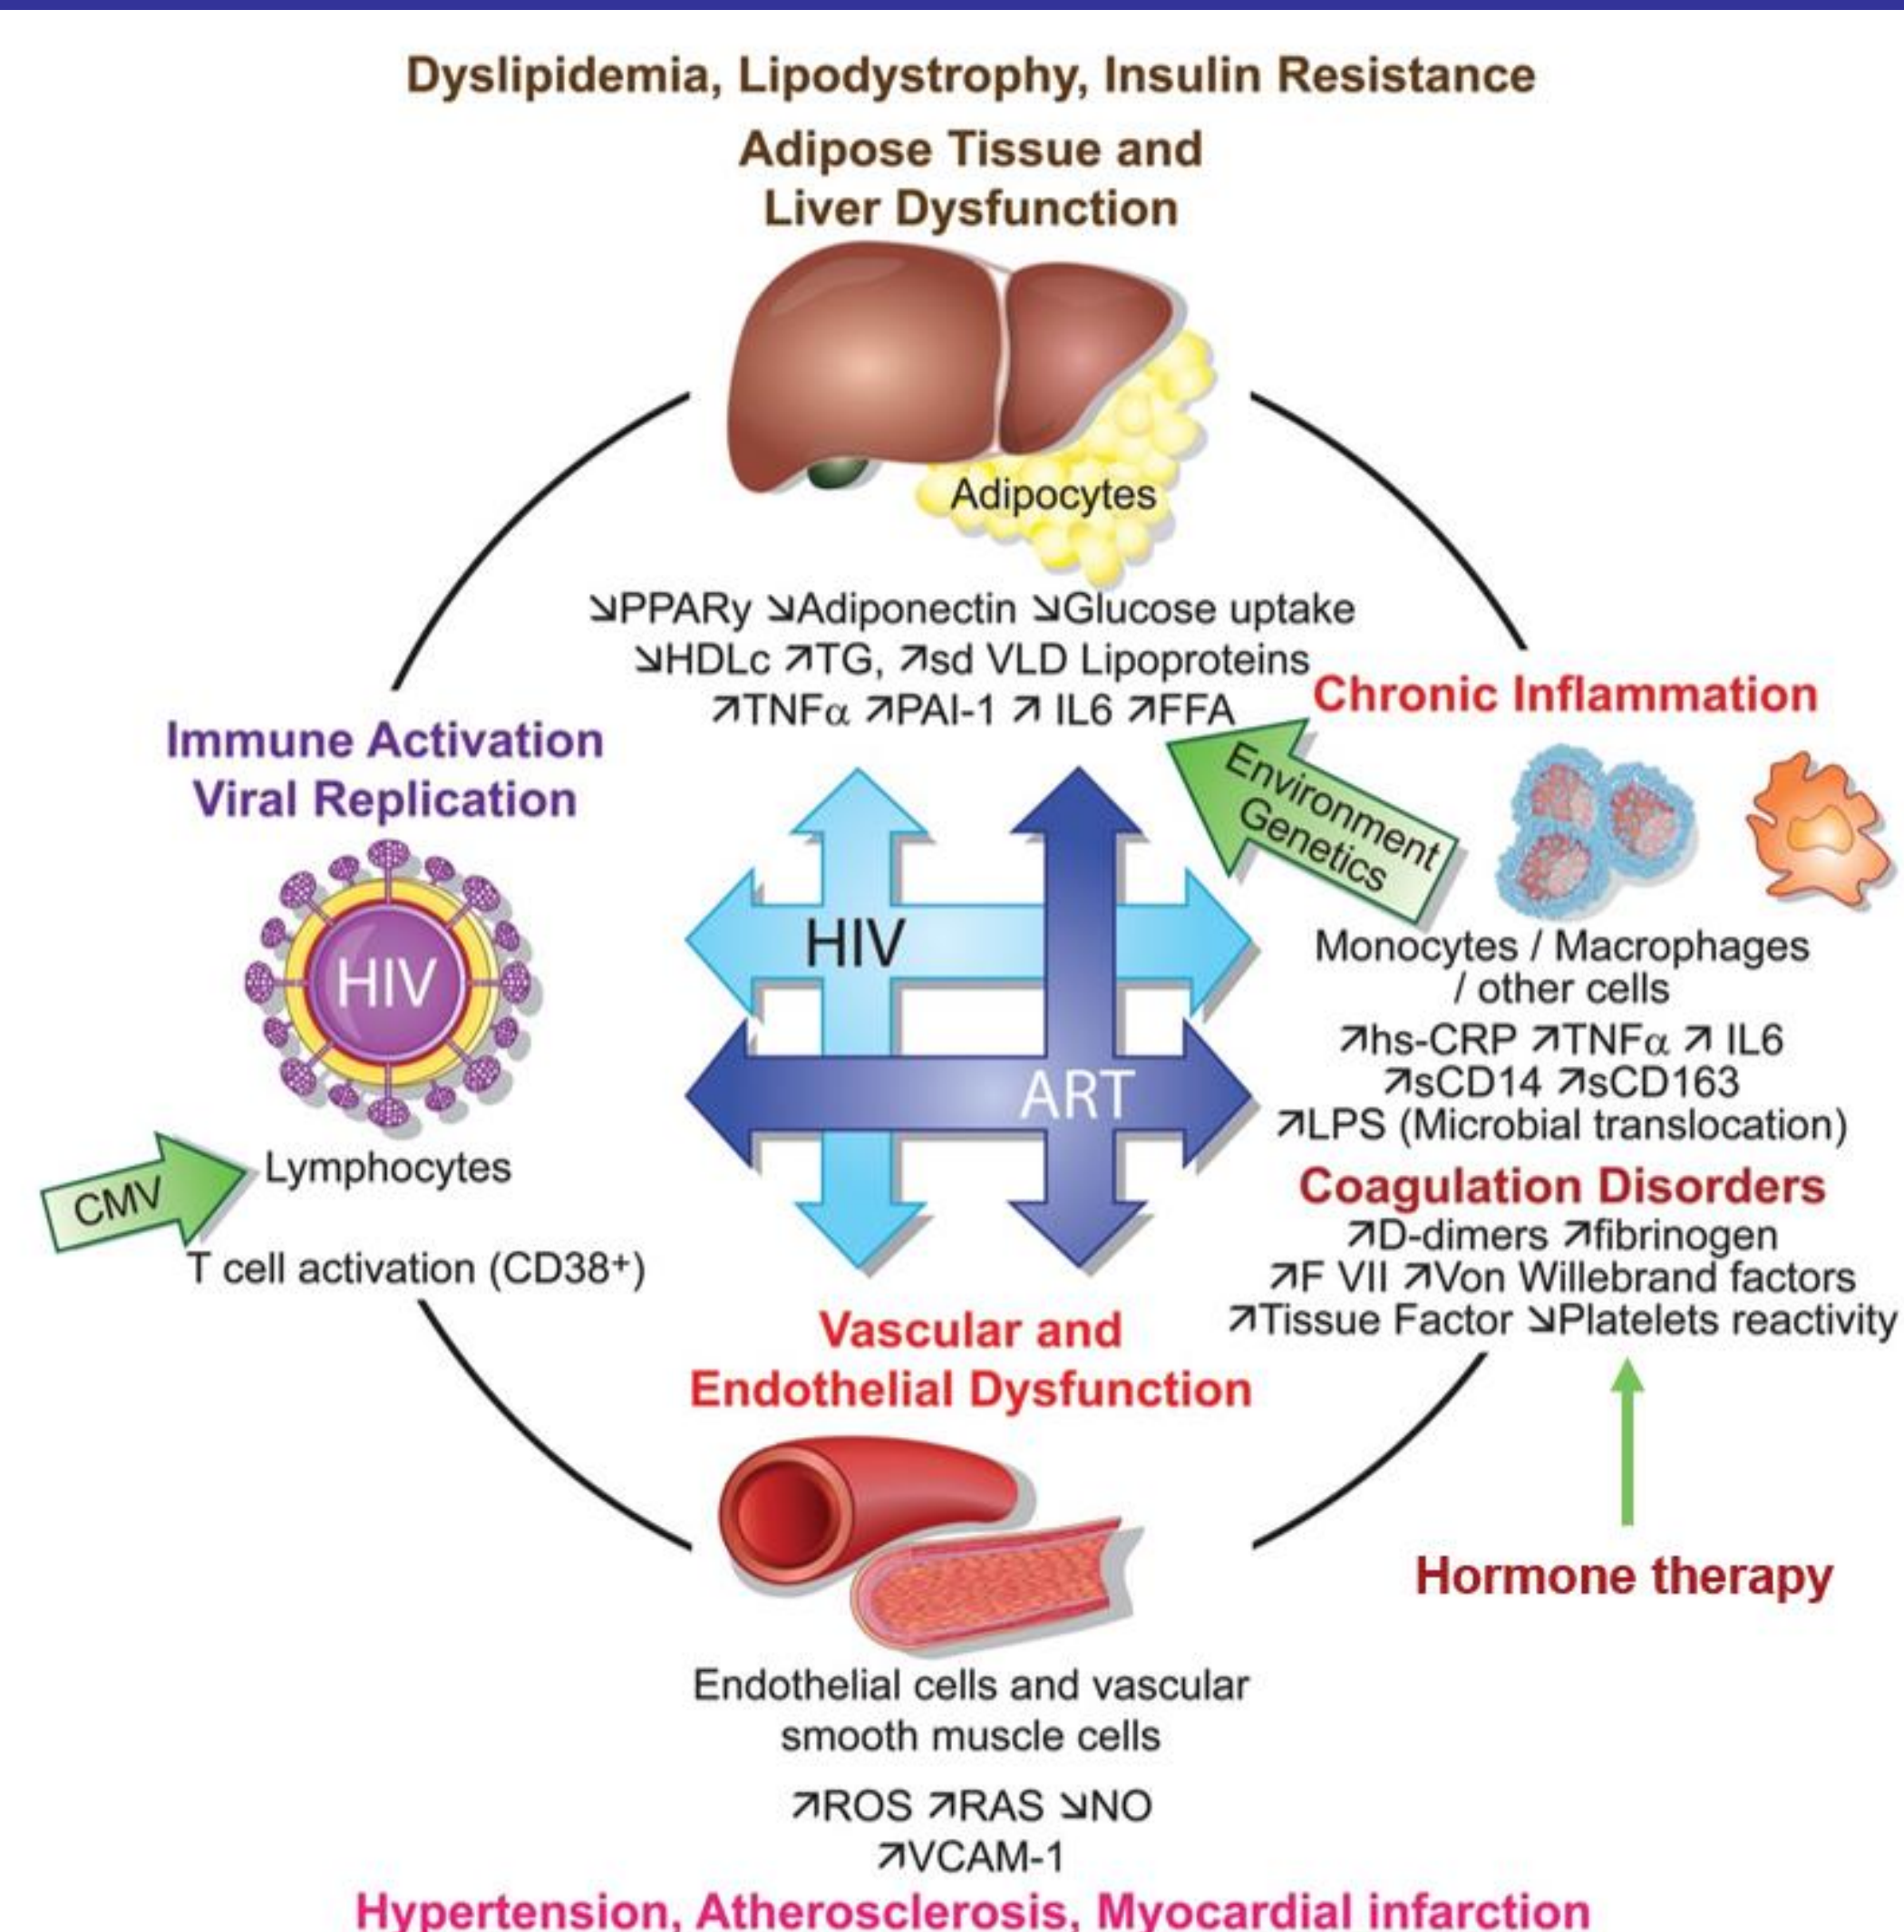 Dyslipidemia, Lipodystrophy, Insulin Resistance
Adipose Tissue and
Liver Dysfunction
Adipocytes
↘PPARy ↘Adiponectin ↘Glucose uptake
↘HDLc ↗TG, ↗sd VLD Lipoproteins
↗TNFα ↗PAI-1 ↗ IL6 ↗FFA
Immune Activation
Viral Replication
HIV
CMV
Lymphocytes
T cell activation (CD38+)
HIV
ART
Environment
Genetics
Chronic Inflammation
Monocytes / Macrophages
/ other cells
↗hs-CRP ↗TNFα ↗ IL6
↗sCD14 ↗sCD163
↗LPS (Microbial translocation)
Coagulation Disorders
↗D-dimers ↗fibrinogen
↗F VII ↗Von Willebrand factors
↗Tissue Factor ↘Platelets reactivity
Hormone therapy
Vascular and
Endothelial Dysfunction
Endothelial cells and vascular
smooth muscle cells
↗ROS ↗RAS ↘NO
↗VCAM-1
Hypertension, Atherosclerosis, Myocardial infarction